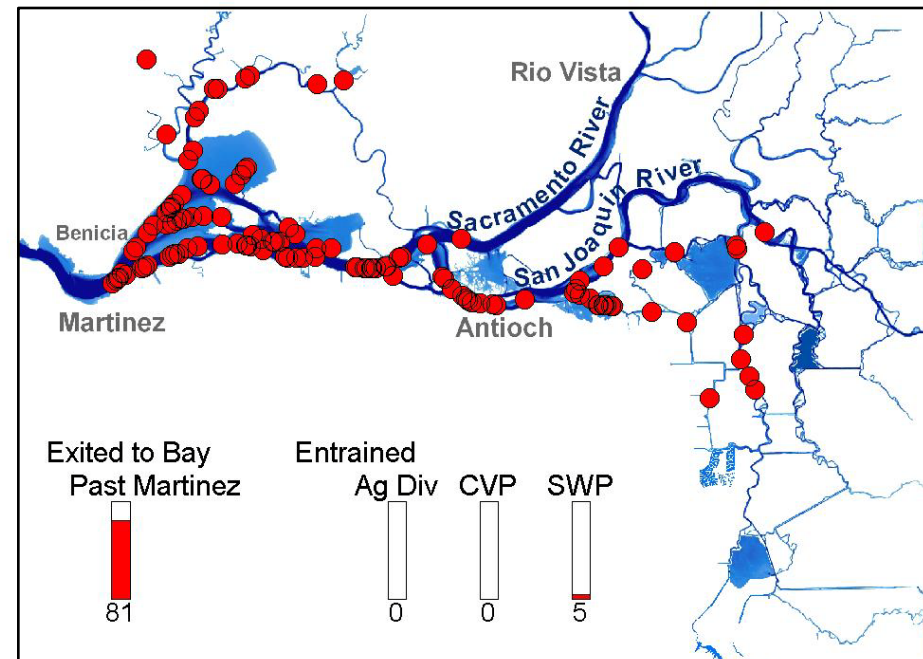 Rio Vista
Sacramento River
San Joaquin River
Benicia
Martinez
Antioch
Exited to Bay
Past Martinez
81
Entrained
Ag Div CVP SWP
0 0 5